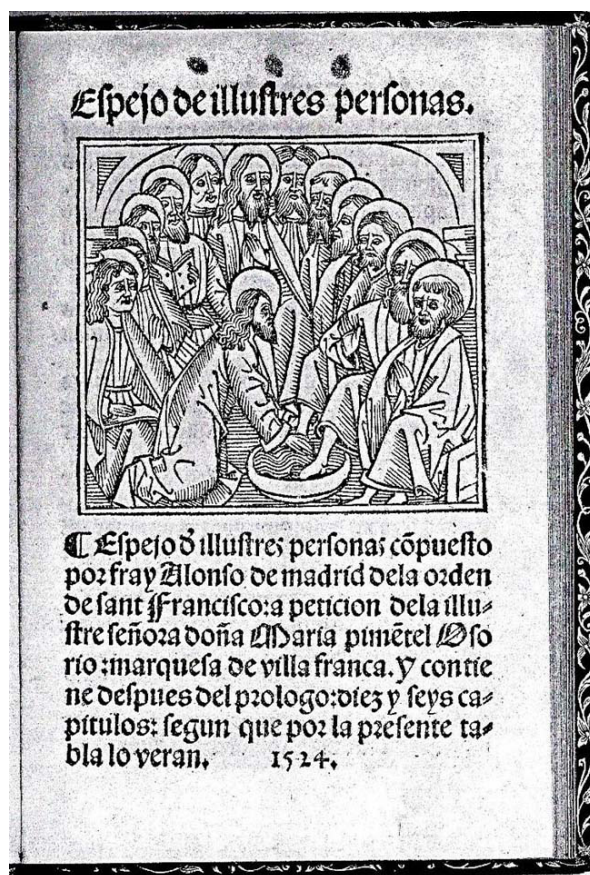 Espejo de illustres personas.
¶ Espejo d̓ illustres personas cõpuesto
por fray Alonso de madrid dela orden
de sant Francisco:a peticion dela illu⸗
stre señora doña Maria pimẽtel Oso
rio:marquesa de villa franca. Y contie
ne despues del prologo:diez y seys ca⸗
pitulos: segun que por la presente ta⸗
bla lo veran. 1524.